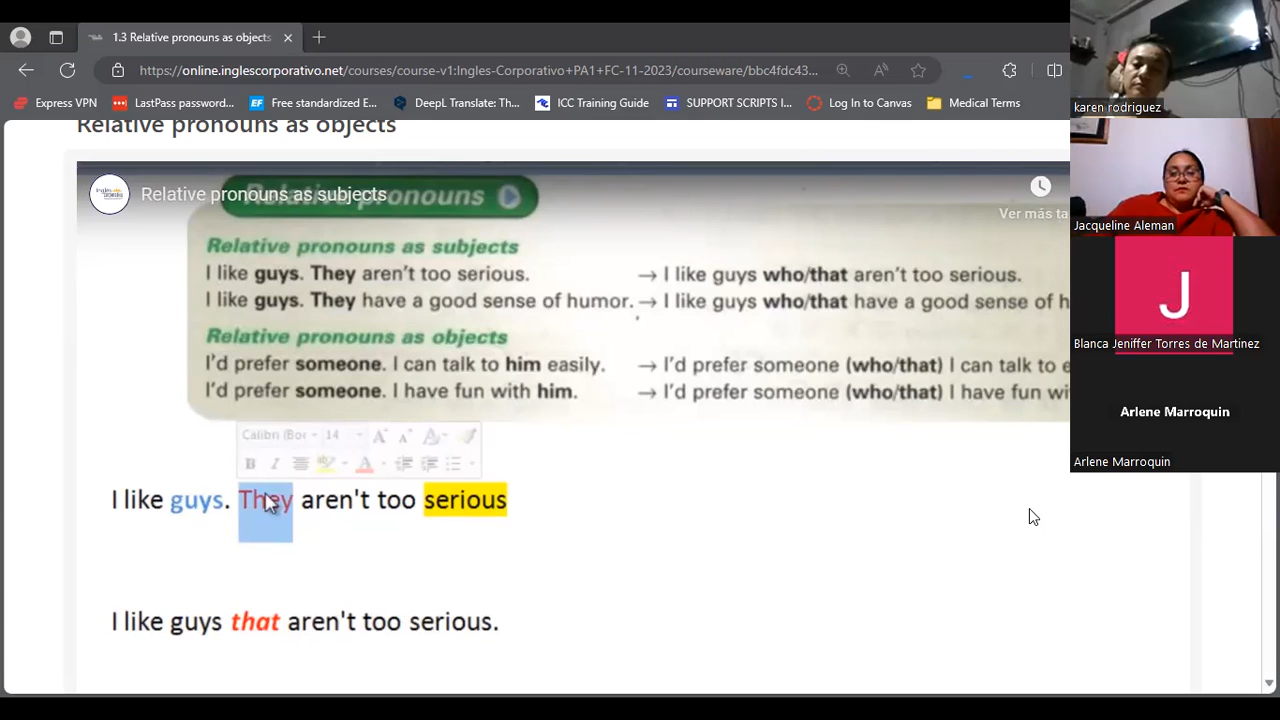 1.3 Relative pronouns as objects
https://online.inglescorporativo.net/courses/course-v1:Ingles-Corporativo+PA1+FC-11-2023/courseware/bbc4fdc43...
Express VPN
LastPass password...
EF Free standardized E...
DeepL Translate: Th...
ICC Training Guide
SUPPORT SCRIPTS I...
Log In to Canvas
Medical Terms
Relative pronouns as objects
Relative pronouns as subjects
Relative pronouns
Ver más ta
Relative pronouns as subjects
I like guys. They aren't too serious. → I like guys who/that aren't too serious.
I like guys. They have a good sense of humor. → I like guys who/that have a good sense of h
Relative pronouns as objects
I'd prefer someone. I can talk to him easily. → I'd prefer someone (who/that) I can talk to e
I'd prefer someone. I have fun with him. → I'd prefer someone (who/that) I have fun wi
Calibri (Bor 14
I like guys. They aren't too serious
I like guys that aren't too serious.
karen rodriguez
Jacqueline Aleman
J
Blanca Jeniffer Torres de Martinez
Arlene Marroquin
Arlene Marroquin